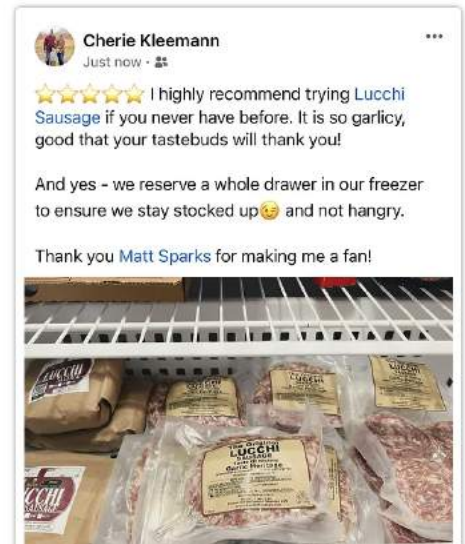 Cherie Kleemann
Just now ·
I highly recommend trying Lucchi
Sausage if you never have before. It is so garlicy,
good that your tastebuds will thank you!
And yes - we reserve a whole drawer in our freezer
to ensure we stay stocked up😉 and not hangry.
Thank you Matt Sparks for making me a fan!
LUCCHI
LUCCHI
LUCCHI
LUCCHI
The Original
LUCCHI
SAUSAGE
Garlic Heritage
LUCCHI
SAUSAGE